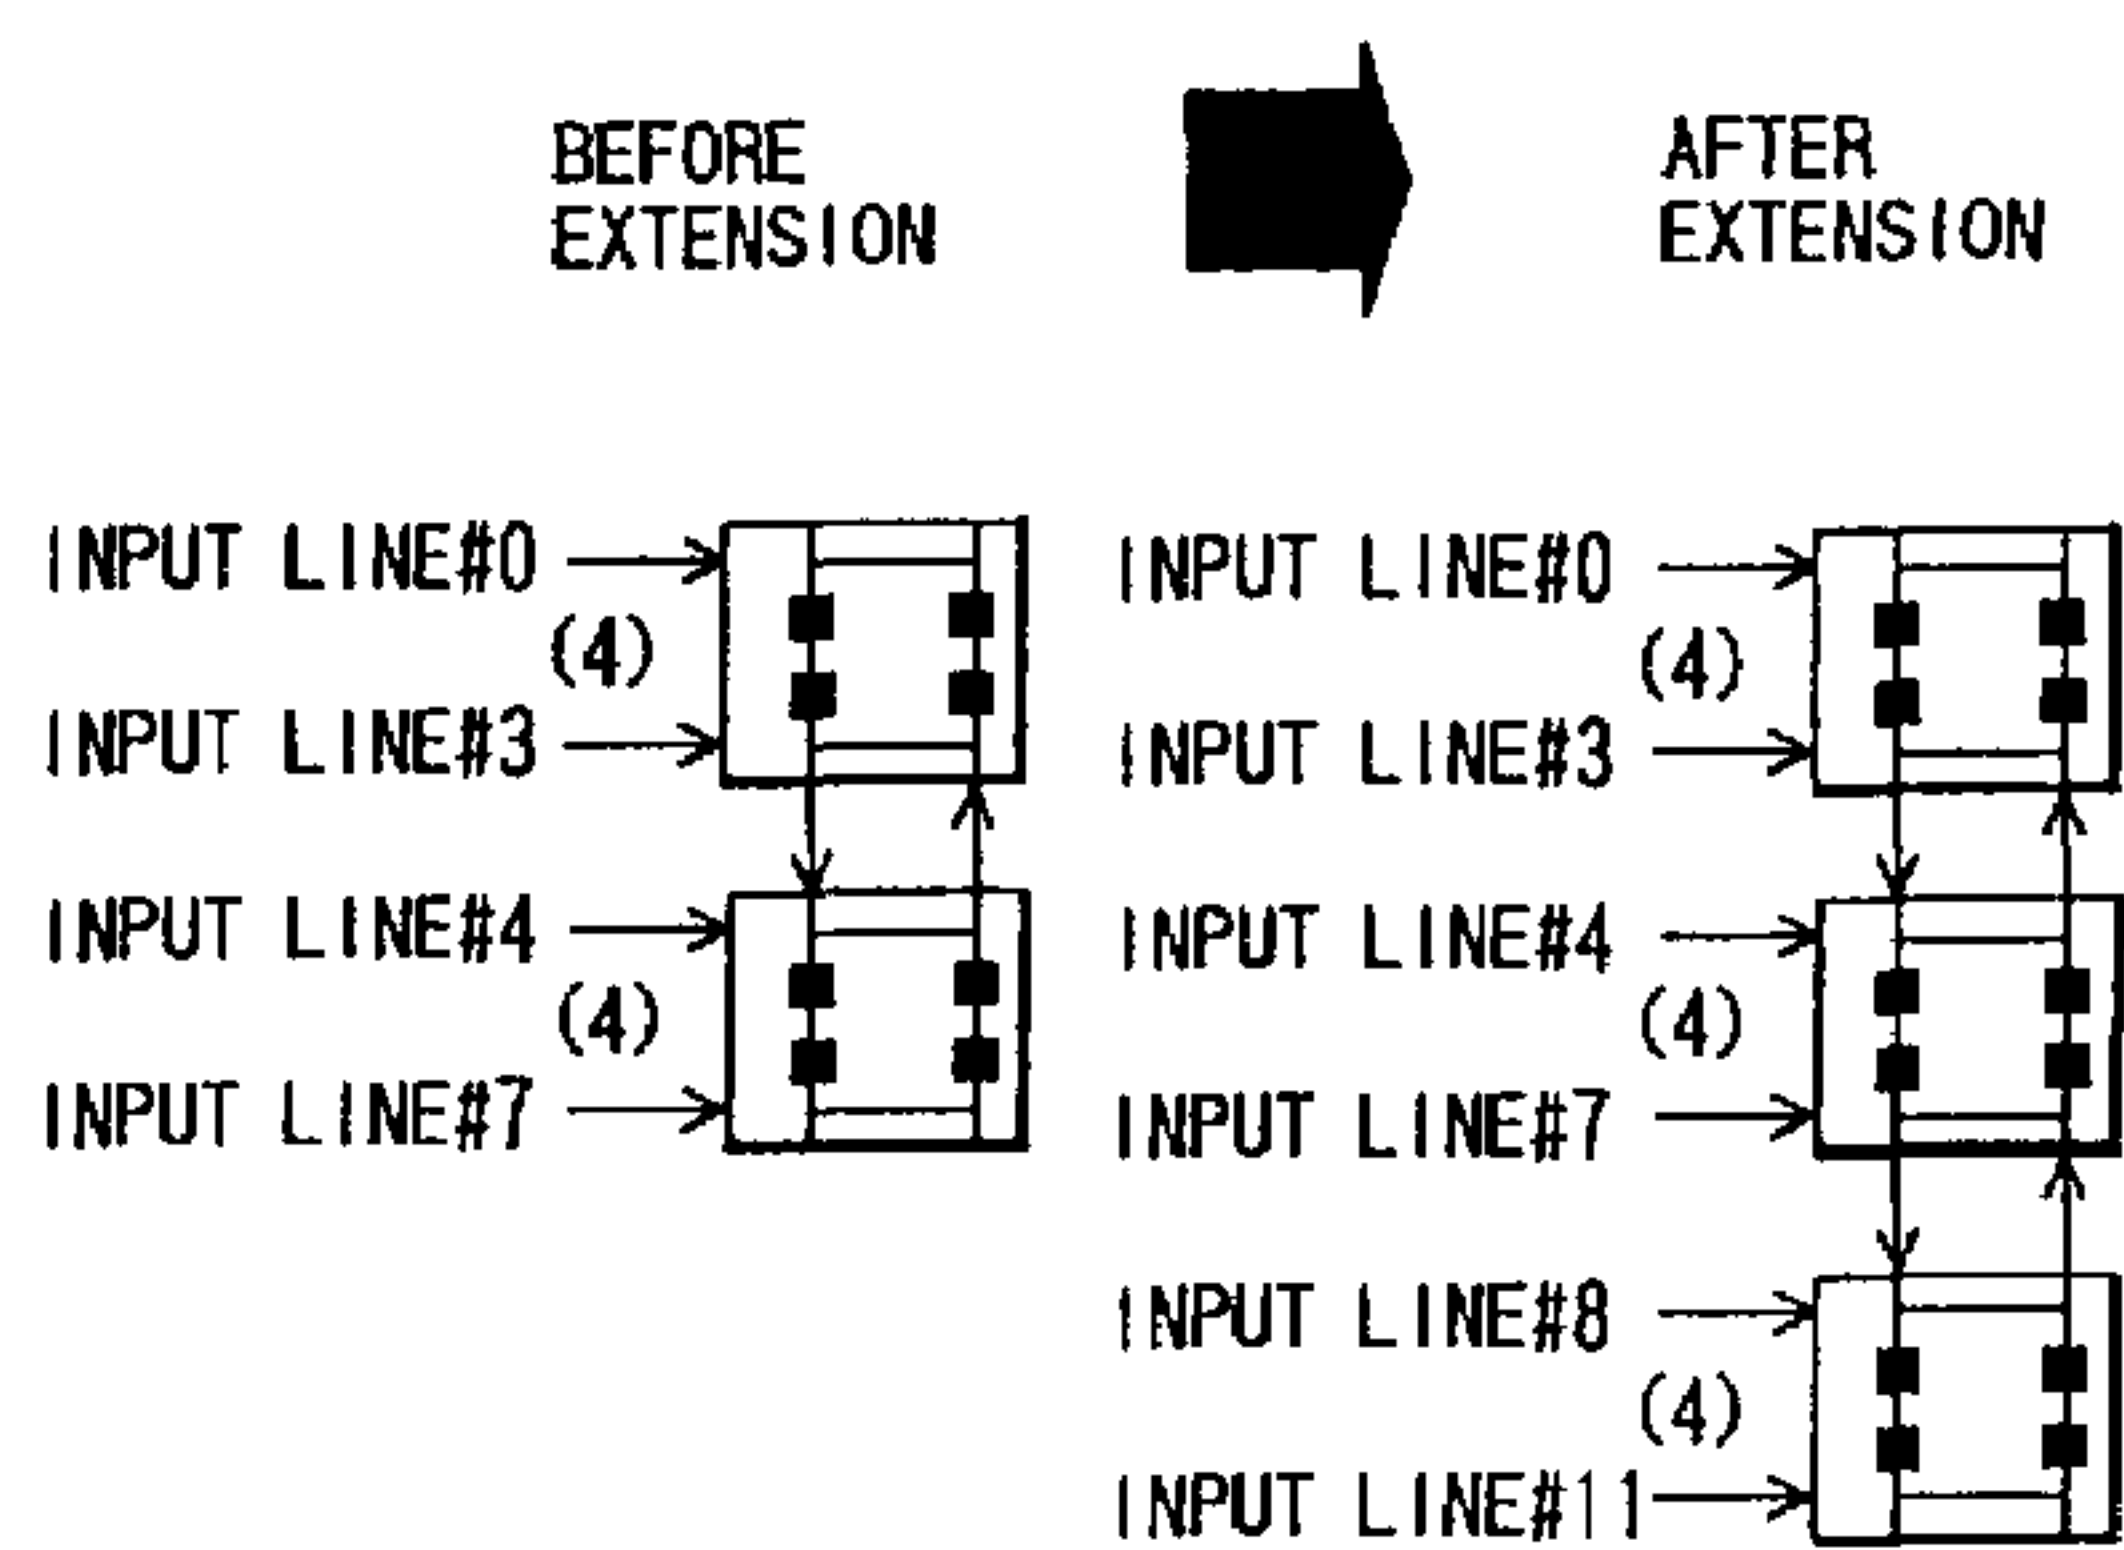 BEFORE
EXTENSION
AFTER
EXTENSION
INPUT LINE#0
(4)
INPUT LINE#3
INPUT LINE#4
(4)
INPUT LINE#7
INPUT LINE#0
(4)
INPUT LINE#3
INPUT LINE#4
(4)
INPUT LINE#7
INPUT LINE#8
(4)
INPUT LINE#11